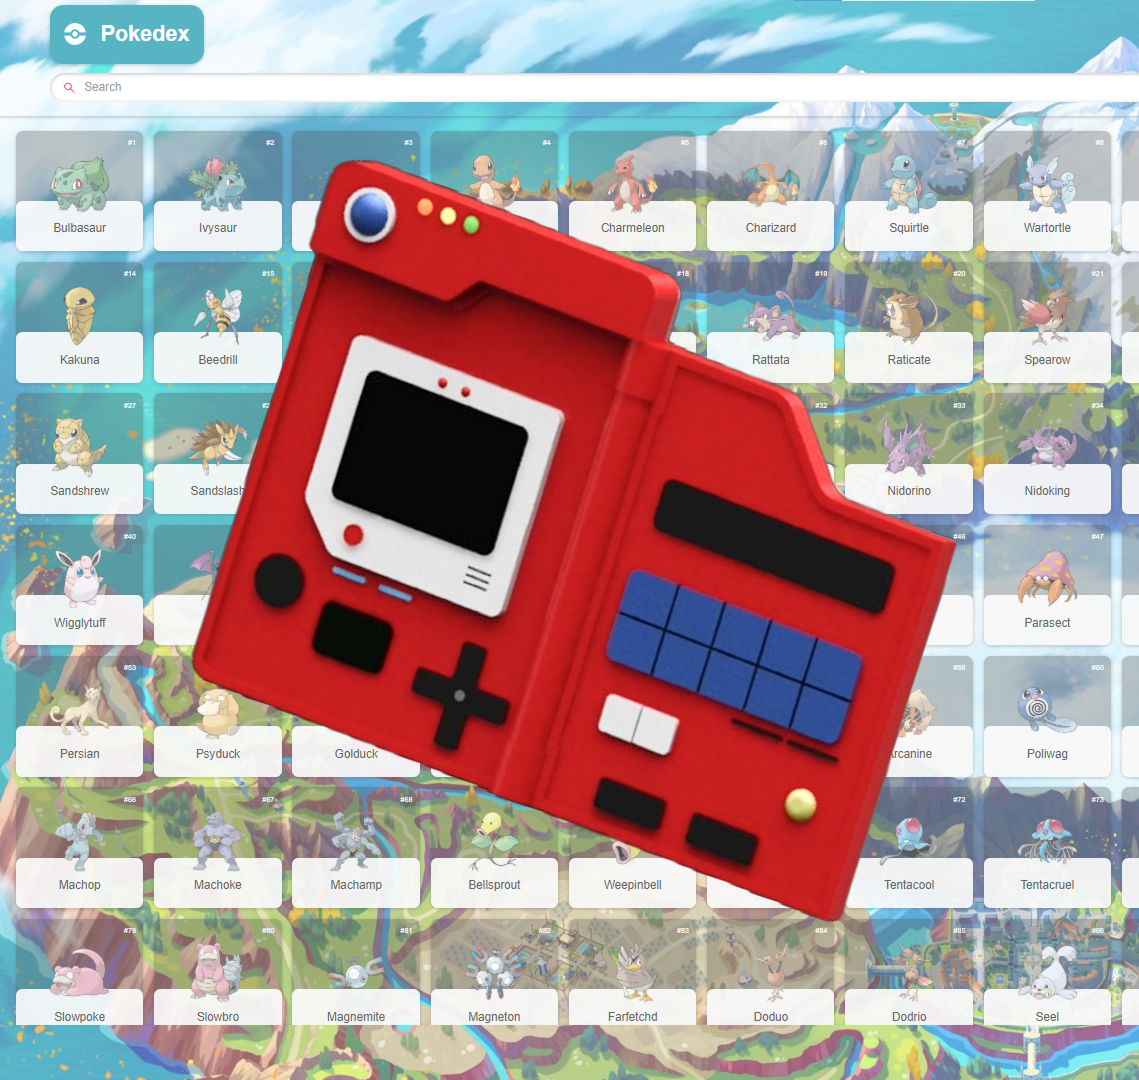 Pokedex
Search
#1 #2 #3 #4 #5 #6 #7 #8
Bulbasaur Ivysaur Charmeleon Charizard Squirtle Wartortle
#14 #15 #18 #19 #20 #21
Kakuna Beedrill Rattata Raticate Spearow
#27 #32 #33 #34
Sandshrew Sandslash Nidorino Nidoking
#40 #46 #47
Wigglytuff Parasect
#53 #59 #60
Persian Psyduck Golduck rcanine Poliwag
#66 #67 #68 #72 #73
Machop Machoke Machamp Bellsprout Weepinbell Tentacool Tentacruel
#79 #80 #81 #82 #83 #84 #85 #86
Slowpoke Slowbro Magnemite Magneton Farfetchd Doduo Dodrio Seel